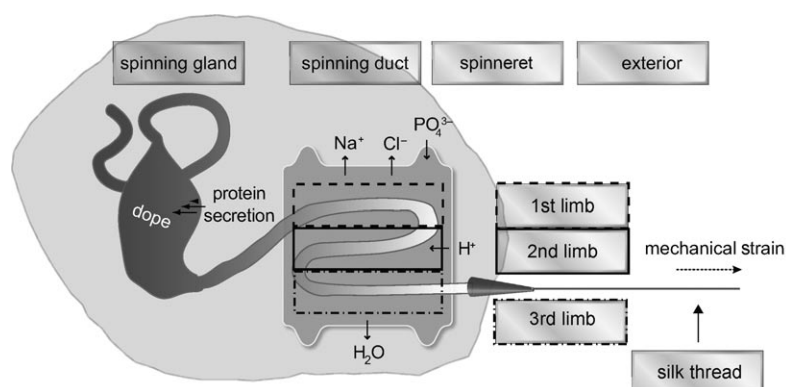 spinning gland
spinning duct
spinneret
exterior
Na⁺
Cl⁻
PO₄³⁻
protein
secretion
dope
1st limb
H⁺
2nd limb
mechanical strain
3rd limb
H₂O
silk thread